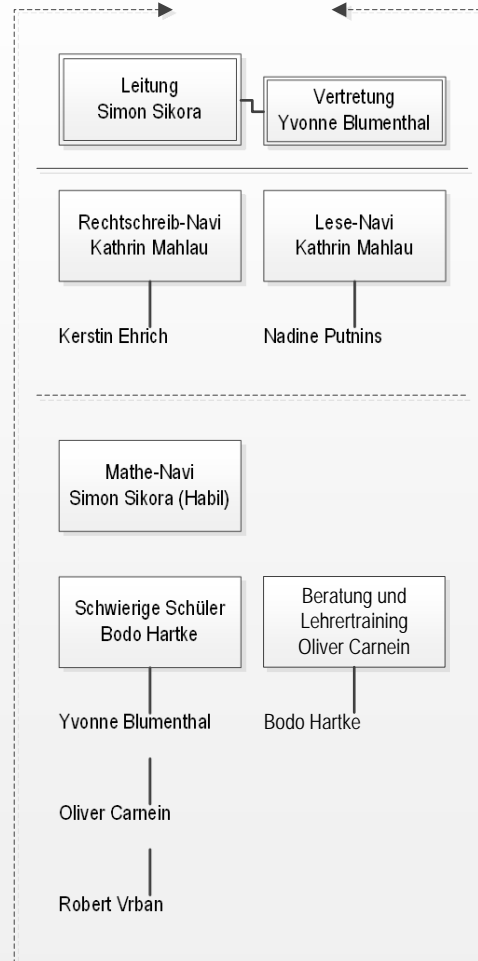 Leitung
Simon Sikora
Vertretung
Yvonne Blumenthal
Rechtschreib-Navi
Kathrin Mahlau
Lese-Navi
Kathrin Mahlau
Kerstin Ehrich
Nadine Putnins
Mathe-Navi
Simon Sikora (Habil)
Schwierige Schüler
Bodo Hartke
Beratung und
Lehrertraining
Oliver Carnein
Yvonne Blumenthal
Bodo Hartke
Oliver Carnein
Robert Vrban